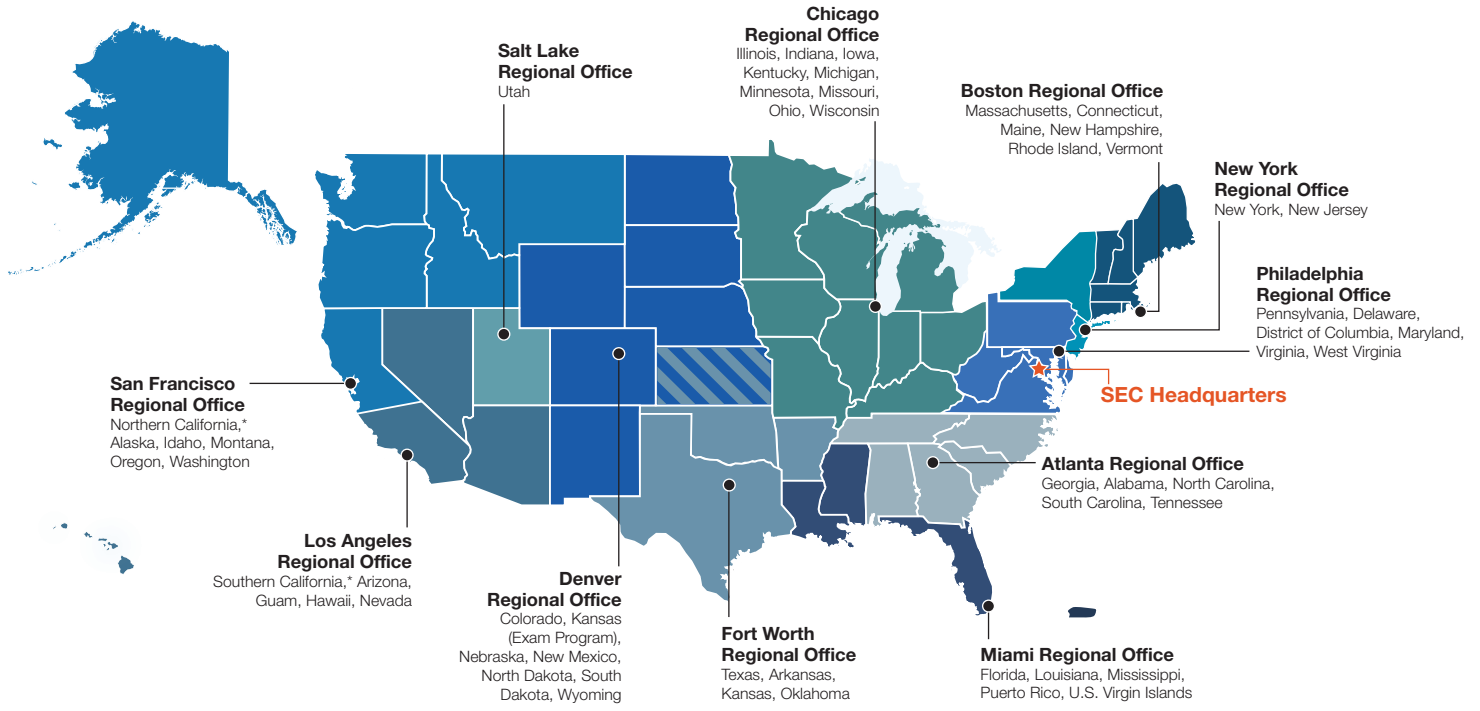 Chicago
Regional Office
Illinois, Indiana, Iowa,
Kentucky, Michigan,
Minnesota, Missouri,
Ohio, Wisconsin
Salt Lake
Regional Office
Utah
Boston Regional Office
Massachusetts, Connecticut,
Maine, New Hampshire,
Rhode Island, Vermont
New York
Regional Office
New York, New Jersey
Philadelphia
Regional Office
Pennsylvania, Delaware,
District of Columbia, Maryland,
Virginia, West Virginia
SEC Headquarters
San Francisco
Regional Office
Northern California,*
Alaska, Idaho, Montana,
Oregon, Washington
Atlanta Regional Office
Georgia, Alabama, North Carolina,
South Carolina, Tennessee
Los Angeles
Regional Office
Southern California,* Arizona,
Guam, Hawaii, Nevada
Denver
Regional Office
Colorado, Kansas
(Exam Program),
Nebraska, New Mexico,
North Dakota, South
Dakota, Wyoming
Fort Worth
Regional Office
Texas, Arkansas,
Kansas, Oklahoma
Miami Regional Office
Florida, Louisiana, Mississippi,
Puerto Rico, U.S. Virgin Islands